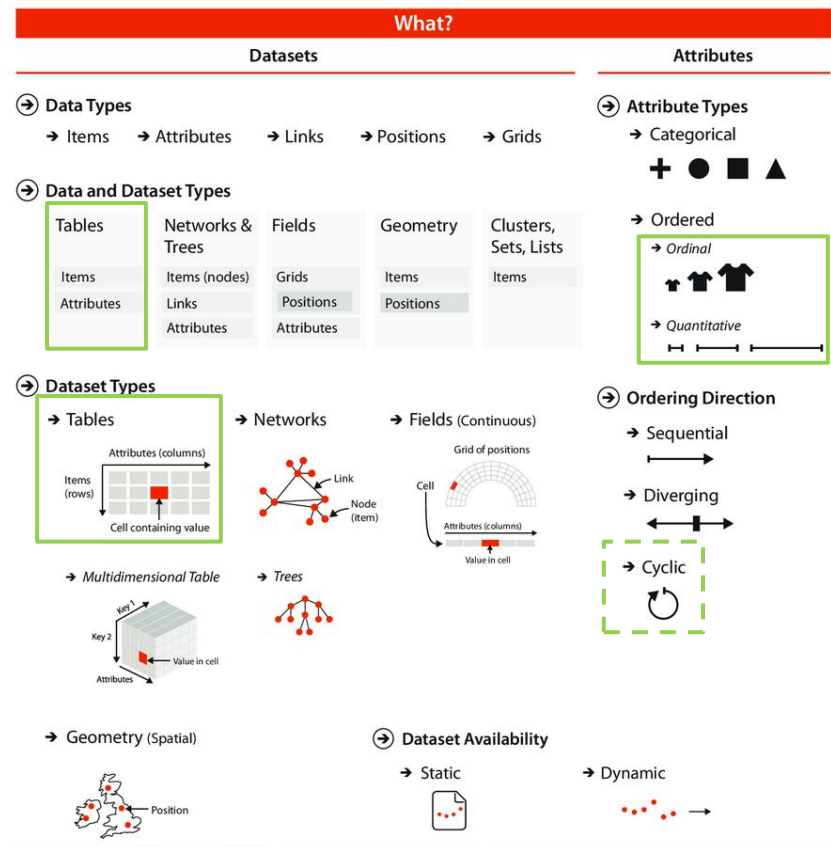 What?
Datasets
Attributes
Data Types
Items
Attributes
Links
Positions
Grids
Data and Dataset Types
Tables
Items
Attributes
Networks &
Trees
Items (nodes)
Links
Attributes
Fields
Grids
Positions
Attributes
Geometry
Items
Positions
Clusters,
Sets, Lists
Items
Dataset Types
Tables
Attributes (columns)
Items
(rows)
Cell containing value
Networks
Link
Node
(item)
Fields (Continuous)
Grid of positions
Cell
Attributes (columns)
Value in cell
Multidimensional Table
Key 1
Key 2
Value in cell
Attributes
Trees
Geometry (Spatial)
Position
Dataset Availability
Static
Dynamic
Attribute Types
Categorical
Ordered
Ordinal
Quantitative
Ordering Direction
Sequential
Diverging
Cyclic